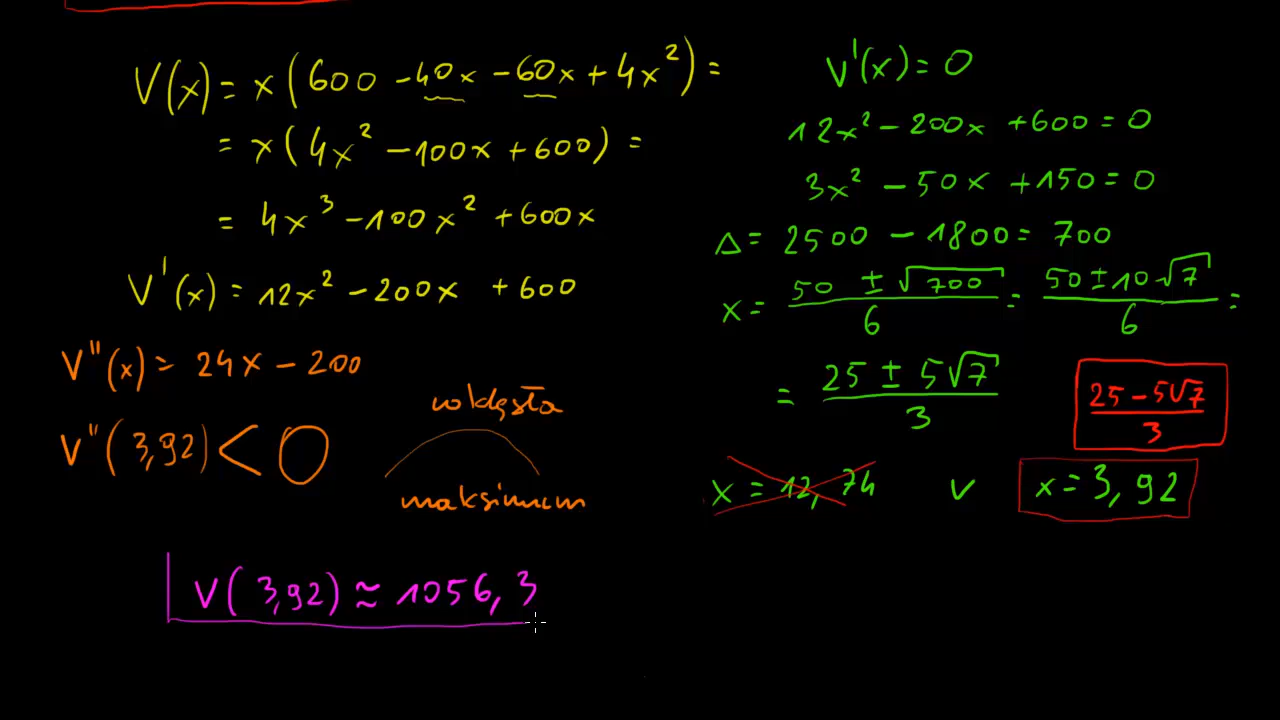 V(x) = x(600 - 40x - 60x + 4x²) =
= x(4x² - 100x + 600) =
= 4x³ - 100x² + 600x
V'(x) = 12x² - 200x + 600
V''(x) = 24x - 200
V''(3,92) < 0
wklęsła
maksimum
V(3,92) ≈ 1056,3
V'(x) = 0
12x² - 200x + 600 = 0
3x² - 50x + 150 = 0
Δ = 2500 - 1800 = 700
x = (50 ± √700)/6 = (50 ± 10√7)/6 =
= (25 ± 5√7)/3
(25 - 5√7)/3
x = 12,74 v x = 3,92